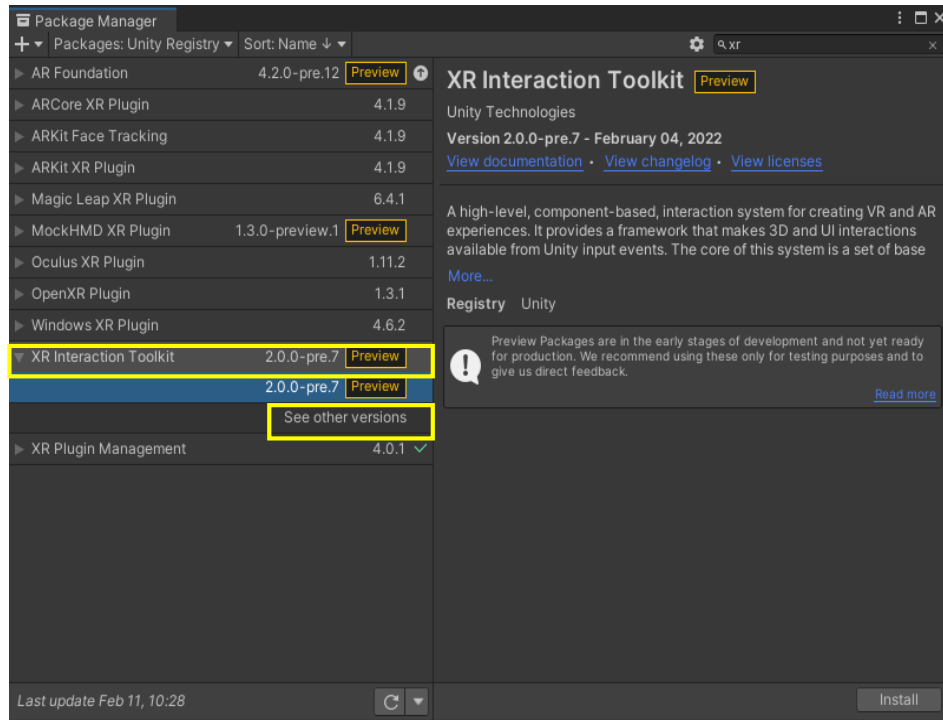 Package Manager
Packages: Unity Registry Sort: Name ↓ xr
AR Foundation 4.2.0-pre.12 Preview
ARCore XR Plugin 4.1.9
ARKit Face Tracking 4.1.9
ARKit XR Plugin 4.1.9
Magic Leap XR Plugin 6.4.1
MockHMD XR Plugin 1.3.0-preview.1 Preview
Oculus XR Plugin 1.11.2
OpenXR Plugin 1.3.1
Windows XR Plugin 4.6.2
XR Interaction Toolkit 2.0.0-pre.7 Preview
2.0.0-pre.7 Preview
See other versions
XR Plugin Management 4.0.1
Last update Feb 11, 10:28
XR Interaction Toolkit Preview
Unity Technologies
Version 2.0.0-pre.7 - February 04, 2022
View documentation • View changelog • View licenses
A high-level, component-based, interaction system for creating VR and AR
experiences. It provides a framework that makes 3D and UI interactions
available from Unity input events. The core of this system is a set of base
More...
Registry Unity
Preview Packages are in the early stages of development and not yet ready
for production. We recommend using these only for testing purposes and to
give us direct feedback.
Read more
Install